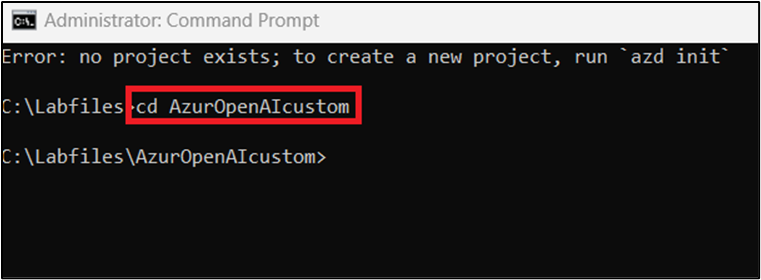 Administrator: Command Prompt
Error: no project exists; to create a new project, run `azd init`
C:\Labfiles>cd AzurOpenAIcustom
C:\Labfiles\AzurOpenAIcustom>